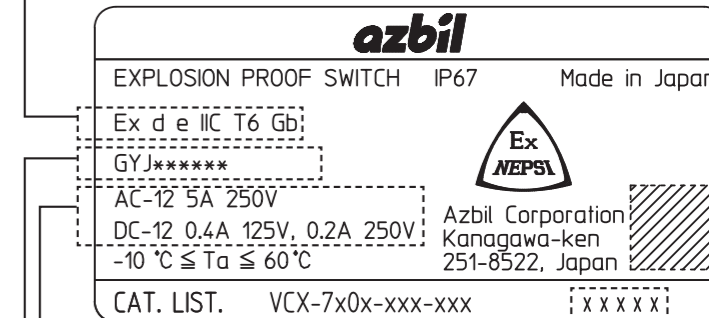 azbil
EXPLOSION PROOF SWITCH IP67 Made in Japan
Ex d e IIC T6 Gb
GYJ******
AC-12 5A 250V
DC-12 0.4A 125V, 0.2A 250V
-10 ℃ ≦ Ta ≦ 60℃
Ex
NEPSI
Azbil Corporation
Kanagawa-ken
251-8522, Japan
CAT. LIST. VCX-7x0x-xxx-xxx x x x x x